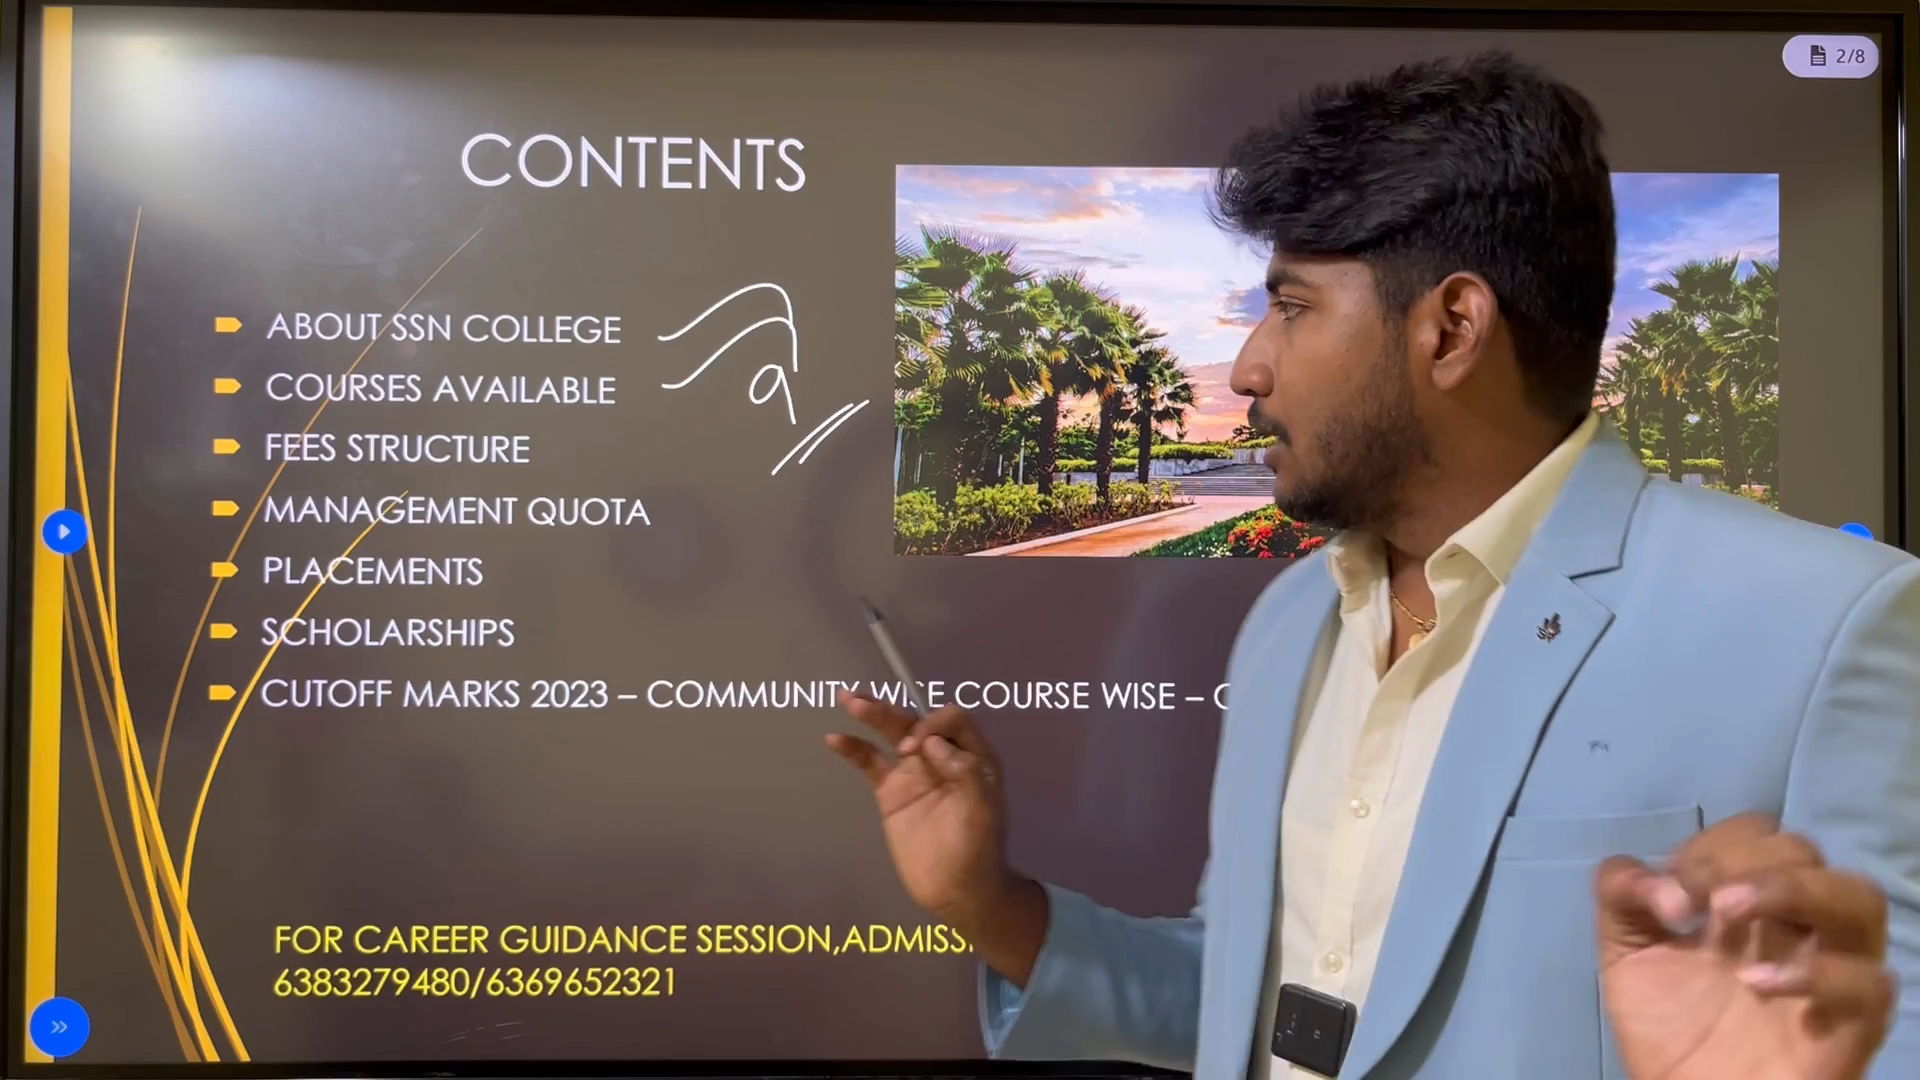 2/8
CONTENTS
ABOUT SSN COLLEGE
COURSES AVAILABLE
FEES STRUCTURE
MANAGEMENT QUOTA
PLACEMENTS
SCHOLARSHIPS
CUTOFF MARKS 2023 – COMMUNITY WISE COURSE WISE –
FOR CAREER GUIDANCE SESSION,
6383279480/6369652321